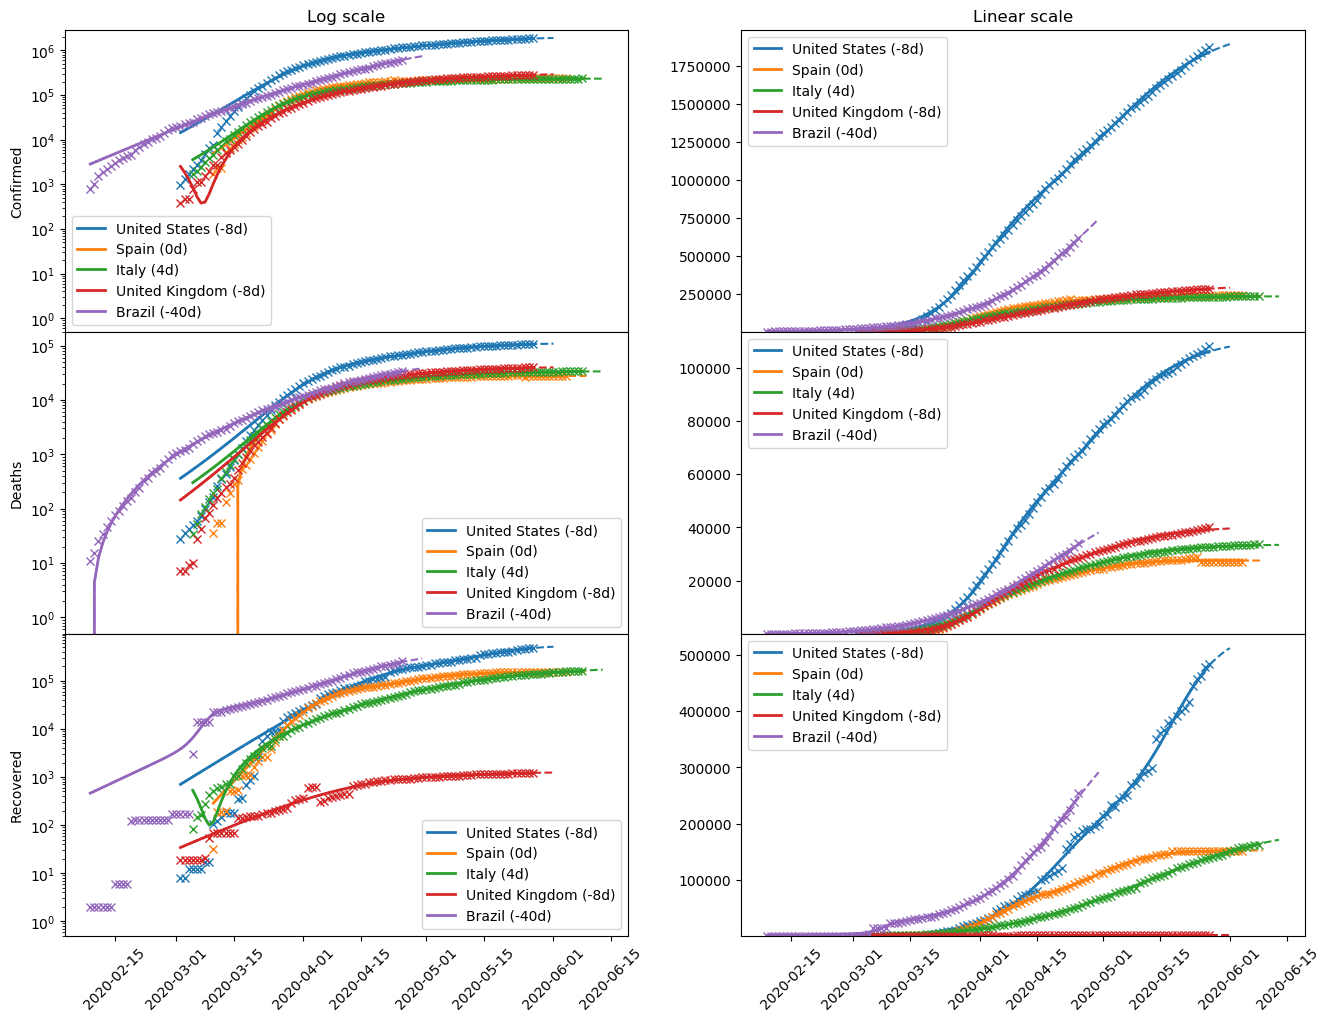 Log scale
Linear scale
Confirmed
10^6
10^5
10^4
10^3
10^2
10^1
10^0
United States (-8d)
Spain (0d)
Italy (4d)
United Kingdom (-8d)
Brazil (-40d)
1750000
1500000
1250000
1000000
750000
500000
250000
United States (-8d)
Spain (0d)
Italy (4d)
United Kingdom (-8d)
Brazil (-40d)
Deaths
10^5
10^4
10^3
10^2
10^1
10^0
United States (-8d)
Spain (0d)
Italy (4d)
United Kingdom (-8d)
Brazil (-40d)
100000
80000
60000
40000
20000
United States (-8d)
Spain (0d)
Italy (4d)
United Kingdom (-8d)
Brazil (-40d)
Recovered
10^5
10^4
10^3
10^2
10^1
10^0
United States (-8d)
Spain (0d)
Italy (4d)
United Kingdom (-8d)
Brazil (-40d)
500000
400000
300000
200000
100000
United States (-8d)
Spain (0d)
Italy (4d)
United Kingdom (-8d)
Brazil (-40d)
2020-02-15
2020-03-01
2020-03-15
2020-04-01
2020-04-15
2020-05-01
2020-05-15
2020-06-01
2020-06-15
2020-02-15
2020-03-01
2020-03-15
2020-04-01
2020-04-15
2020-05-01
2020-05-15
2020-06-01
2020-06-15